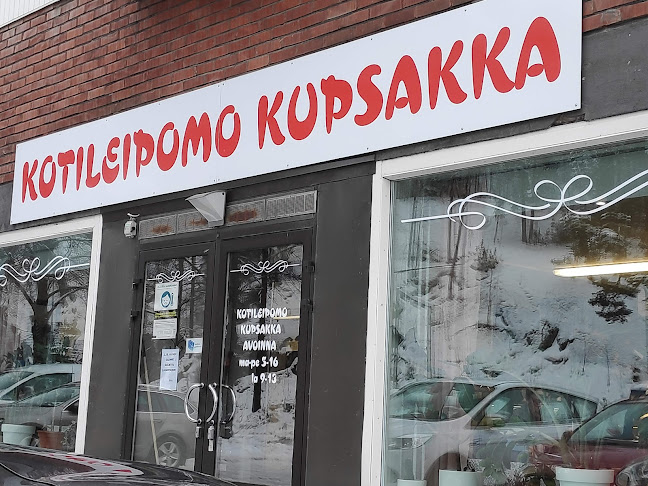 KOTILEIPOMO KUPSAKKA
KOTILEIPOMO
KUPSAKKA
AVOINNA
ma-pe 5-16
la 9-13